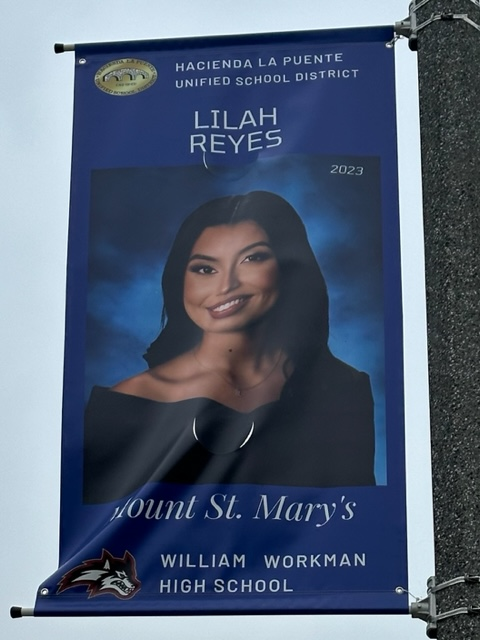 HACIENDA LA PUENTE
UNIFIED SCHOOL DISTRICT
LILAH
REYES
2023
Mount St. Mary's
WILLIAM WORKMAN
HIGH SCHOOL